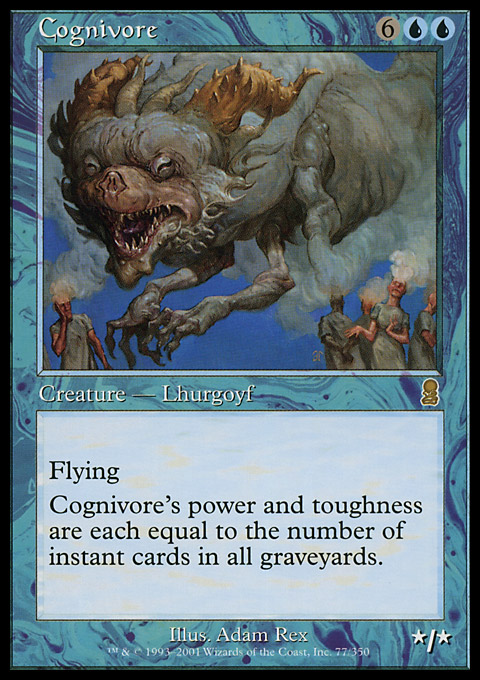 Cognivore 6
Creature — Lhurgoyf
Flying
Cognivore's power and toughness
are each equal to the number of
instant cards in all graveyards.
Illus. Adam Rex
™ & © 1993-2001 Wizards of the Coast, Inc. 77/350
★/★